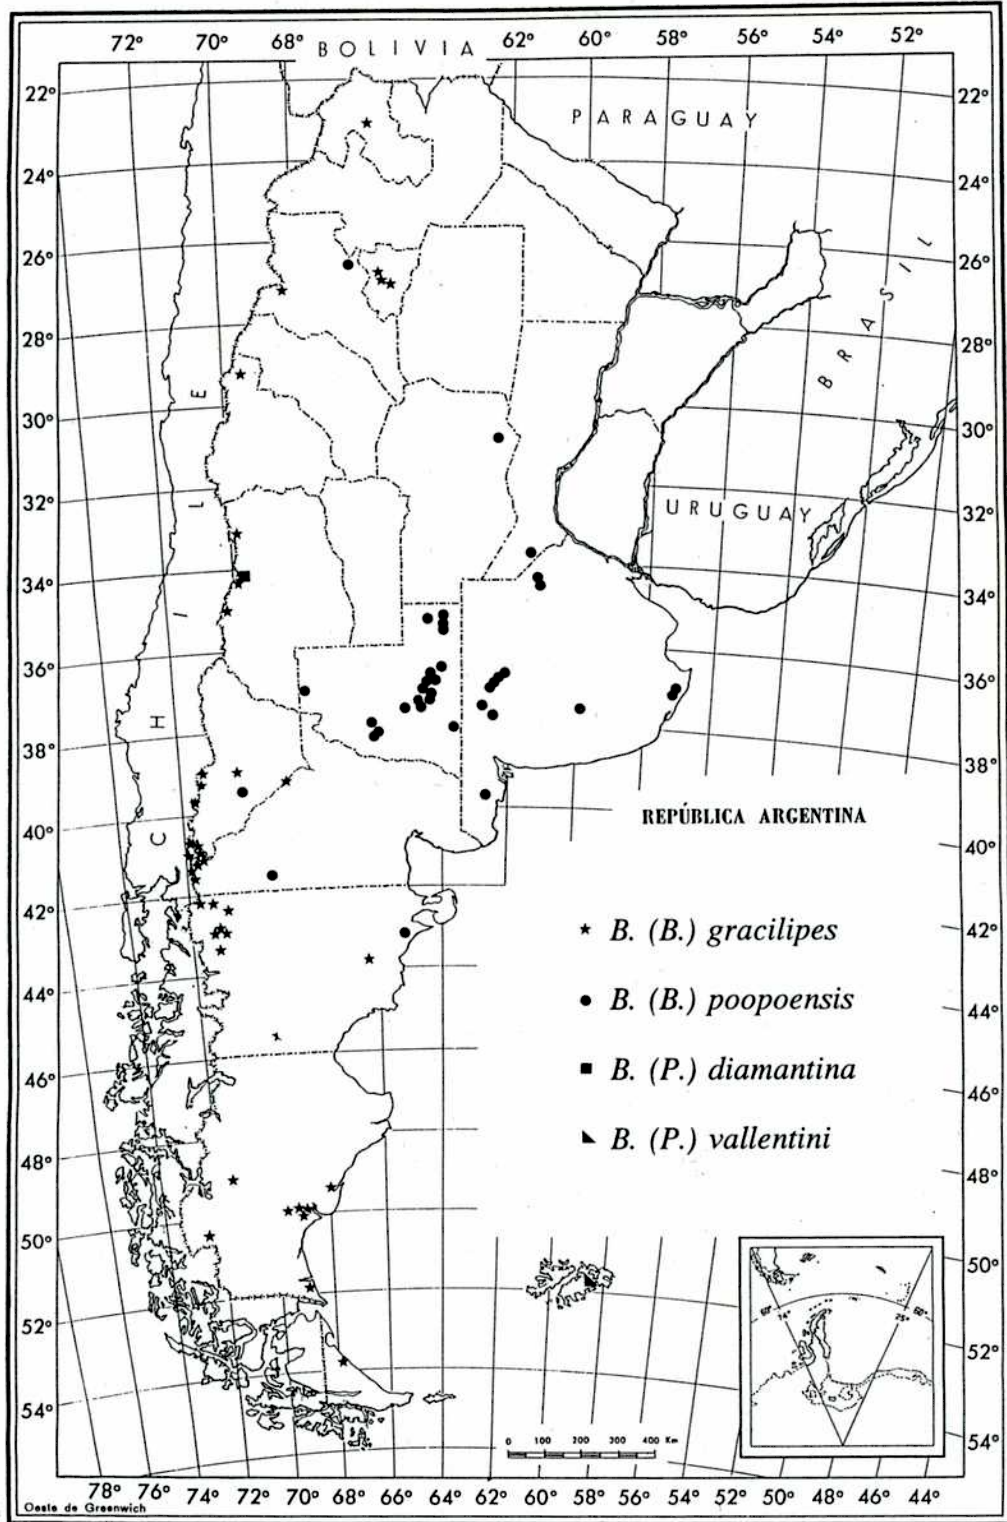 72° 70° 68° BOLIVIA 62° 60° 58° 56° 54° 52°
22° 22°
PARAGUAY
24° 24°
26° 26°
BRASIL
28° 28°
30° 30°
32° URUGUAY 32°
34° 34°
CHILE
36° 36°
38° 38°
REPÚBLICA ARGENTINA
40° 40°
42° B. (B.) gracilipes 42°
B. (B.) poopoensis
44° 44°
46° B. (P.) diamantina 46°
B. (P.) vallentini
48° 48°
50° 50°
60° 74° 25° 60°
52° 52°
54° 54°
0 100 200 300 400 Km
78° 76° 74° 72° 70° 68° 66° 64° 62° 60° 58° 56° 54° 52° 50° 48° 46° 44°
Oeste de Greenwich